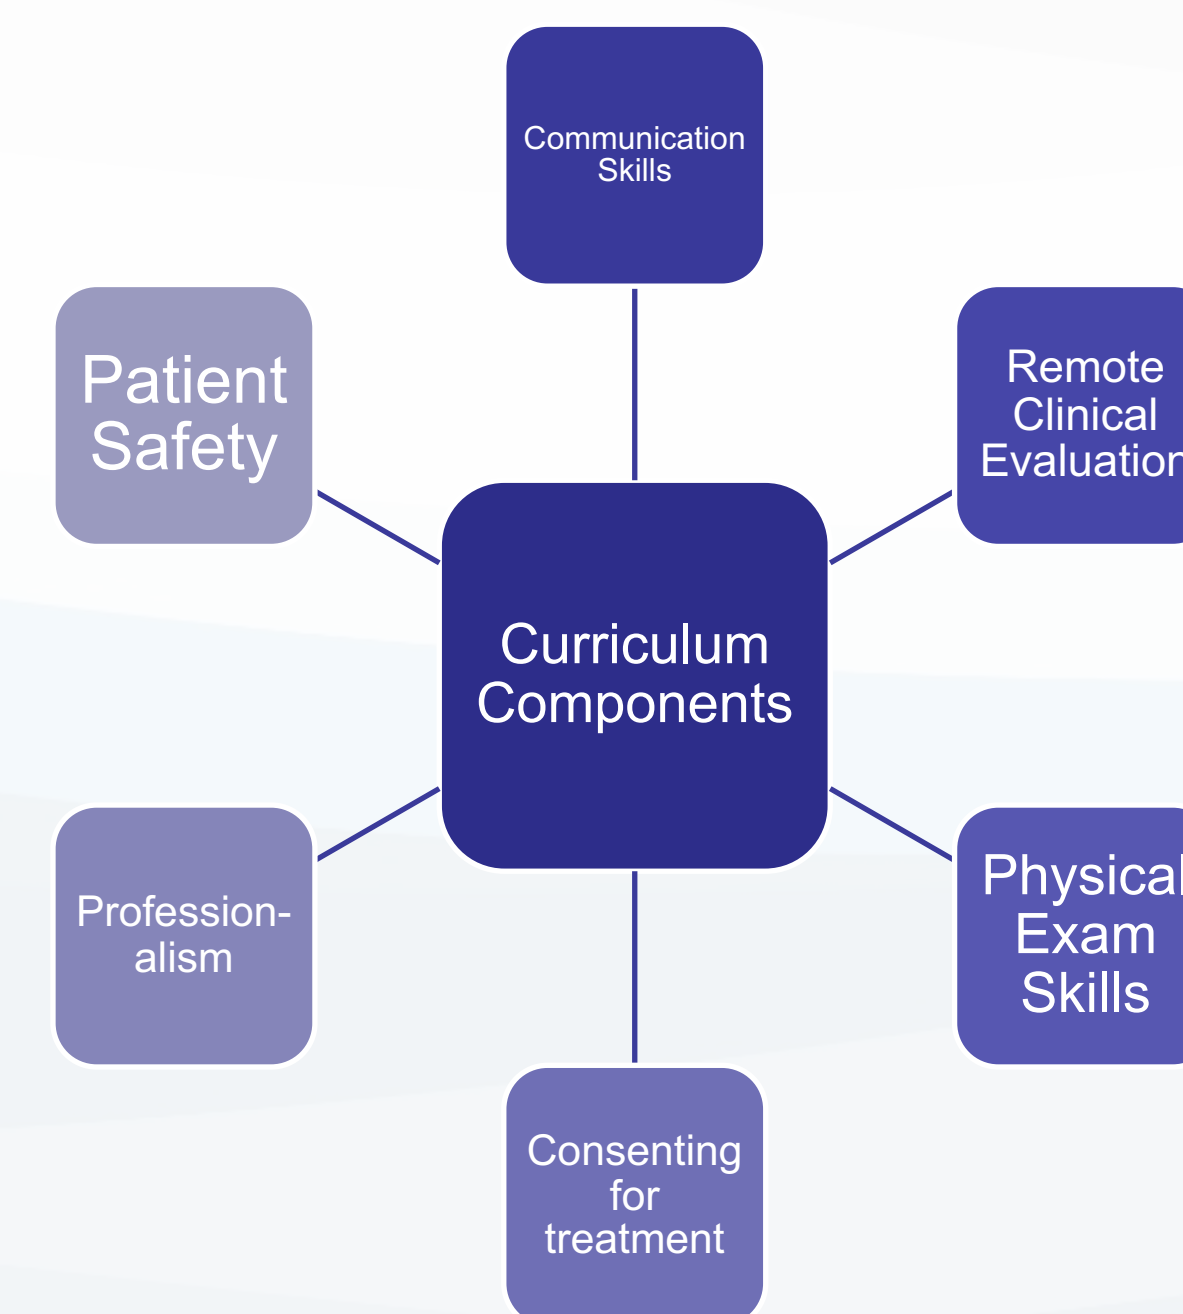 Communication
Skills
Patient
Safety
Remote
Clinical
Evaluation
Curriculum
Components
Profession-
alism
Physical
Exam
Skills
Consenting
for
treatment